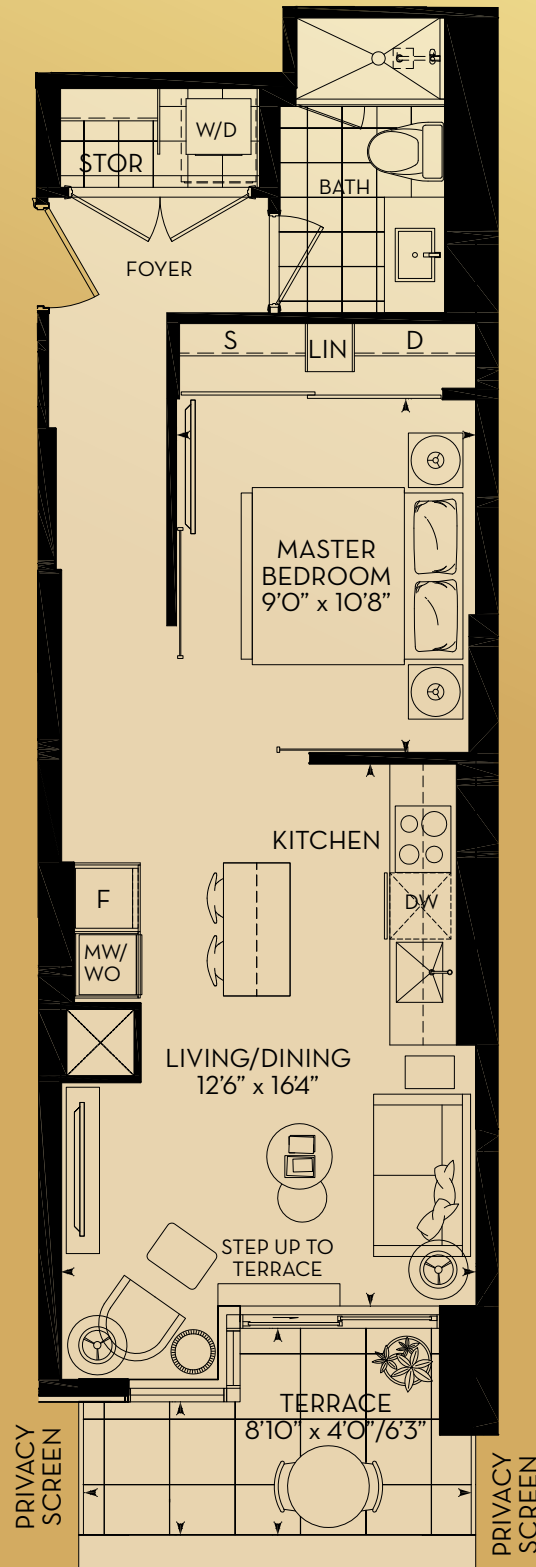 W/D
STOR
BATH
FOYER
S
LIN
D
MASTER
BEDROOM
9'0" x 10'8"
KITCHEN
F
DW
MW/
WO
LIVING/DINING
12'6" x 16'4"
STEP UP TO
TERRACE
TERRACE
8'10" x 4'0"/6'3"
PRIVACY
SCREEN
PRIVACY
SCREEN